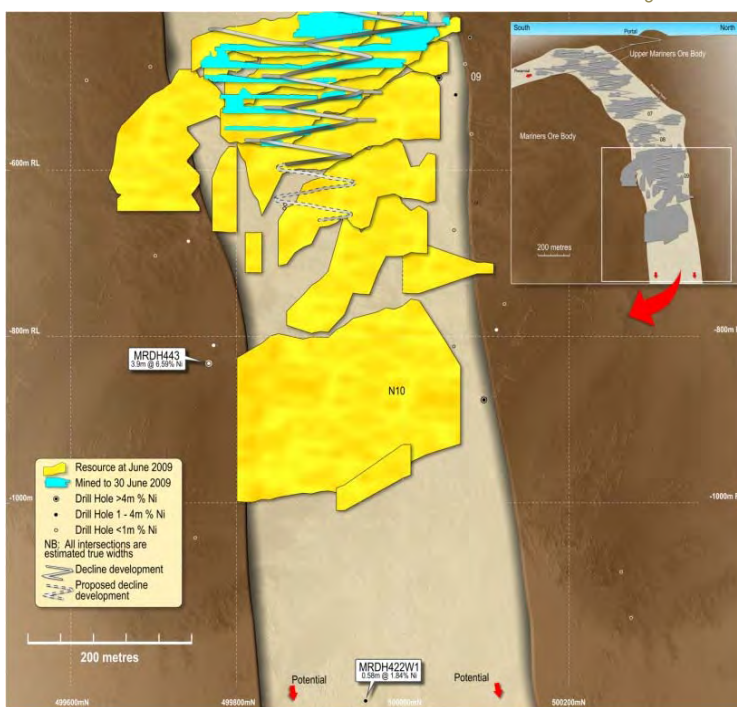 South
Portal
North
Upper Mariners Ore Body
Mariners Ore Body
07
08
200 metres
09
-600m RL
-800m RL
-800m RL
MRDH443
3.9m @ 6.59% Ni
N10
Resource at June 2009
Mined to 30 June 2009
Drill Hole >4m % Ni
Drill Hole 1 - 4m % Ni
Drill Hole <1m % Ni
NB: All intersections are
estimated true widths
Decline development
Proposed decline
development
-1000m
-1000m R
200 metres
Potential
MRDH422W1
0.58m @ 1.84% Ni
Potential
499600mN
499800mN
500200mN